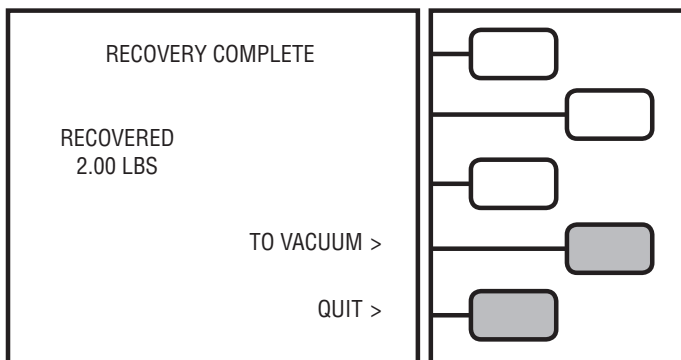 RECOVERY COMPLETE
RECOVERED
2.00 LBS
TO VACUUM >
QUIT >